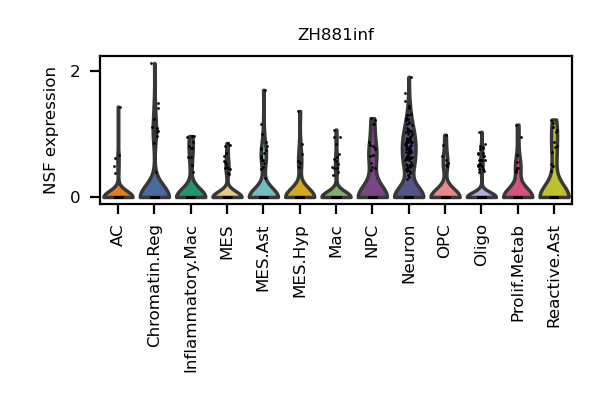 ZH881inf
NSF expression
2
0
AC
Chromatin.Reg
Inflammatory.Mac
MES
MES.Ast
MES.Hyp
Mac
NPC
Neuron
OPC
Oligo
Prolif.Metab
Reactive.Ast